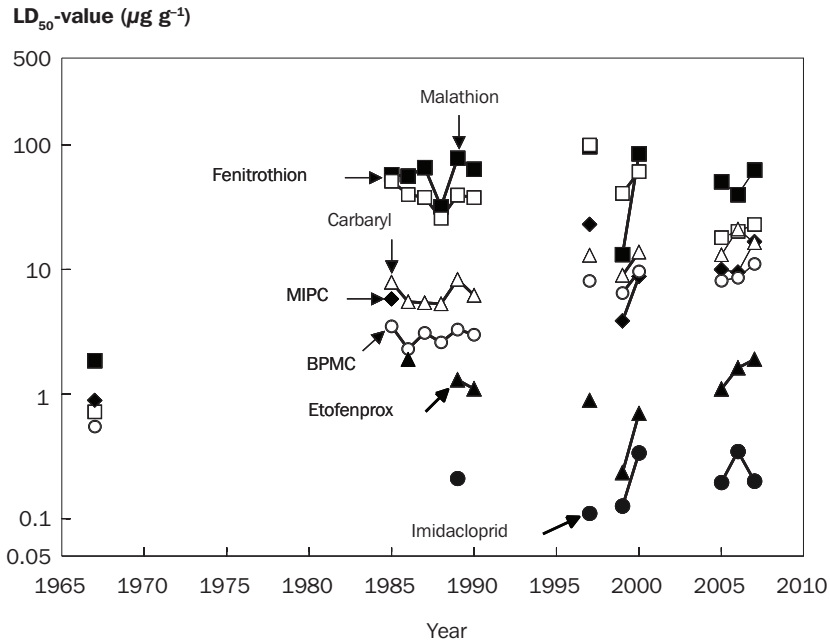 LD50-value (µg g–1)
500
100
10
1
0.1
0.05
Malathion
Fenitrothion
Carbaryl
MIPC
BPMC
Etofenprox
Imidacloprid
1965 1970 1975 1980 1985 1990 1995 2000 2005 2010
Year